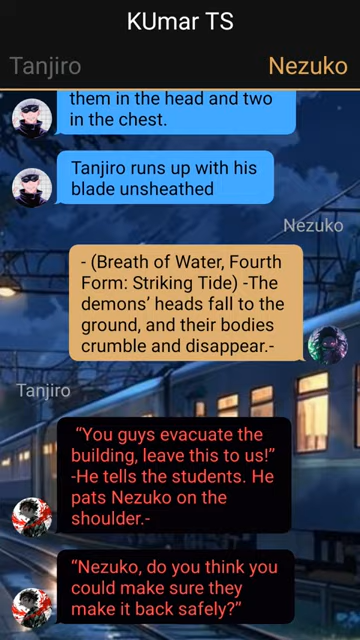 KUmar TS
Tanjiro
Nezuko
them in the head and two
in the chest.
Tanjiro runs up with his
blade unsheathed
Nezuko
- (Breath of Water, Fourth
Form: Striking Tide) -The
demons’ heads fall to the
ground, and their bodies
crumble and disappear.-
Tanjiro
“You guys evacuate the
building, leave this to us!”
-He tells the students. He
pats Nezuko on the
shoulder.-
“Nezuko, do you think you
could make sure they
make it back safely?”